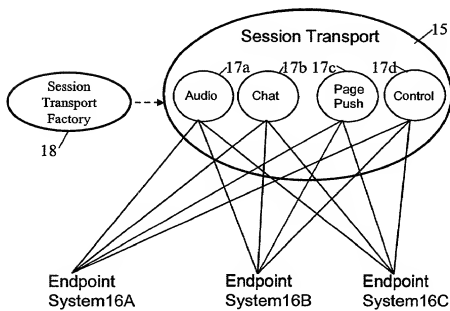 Session Transport
15
17a
17b
17c
17d
Audio
Chat
Page
Push
Control
Session
Transport
Factory
18
Endpoint
System16A
Endpoint
System16B
Endpoint
System16C